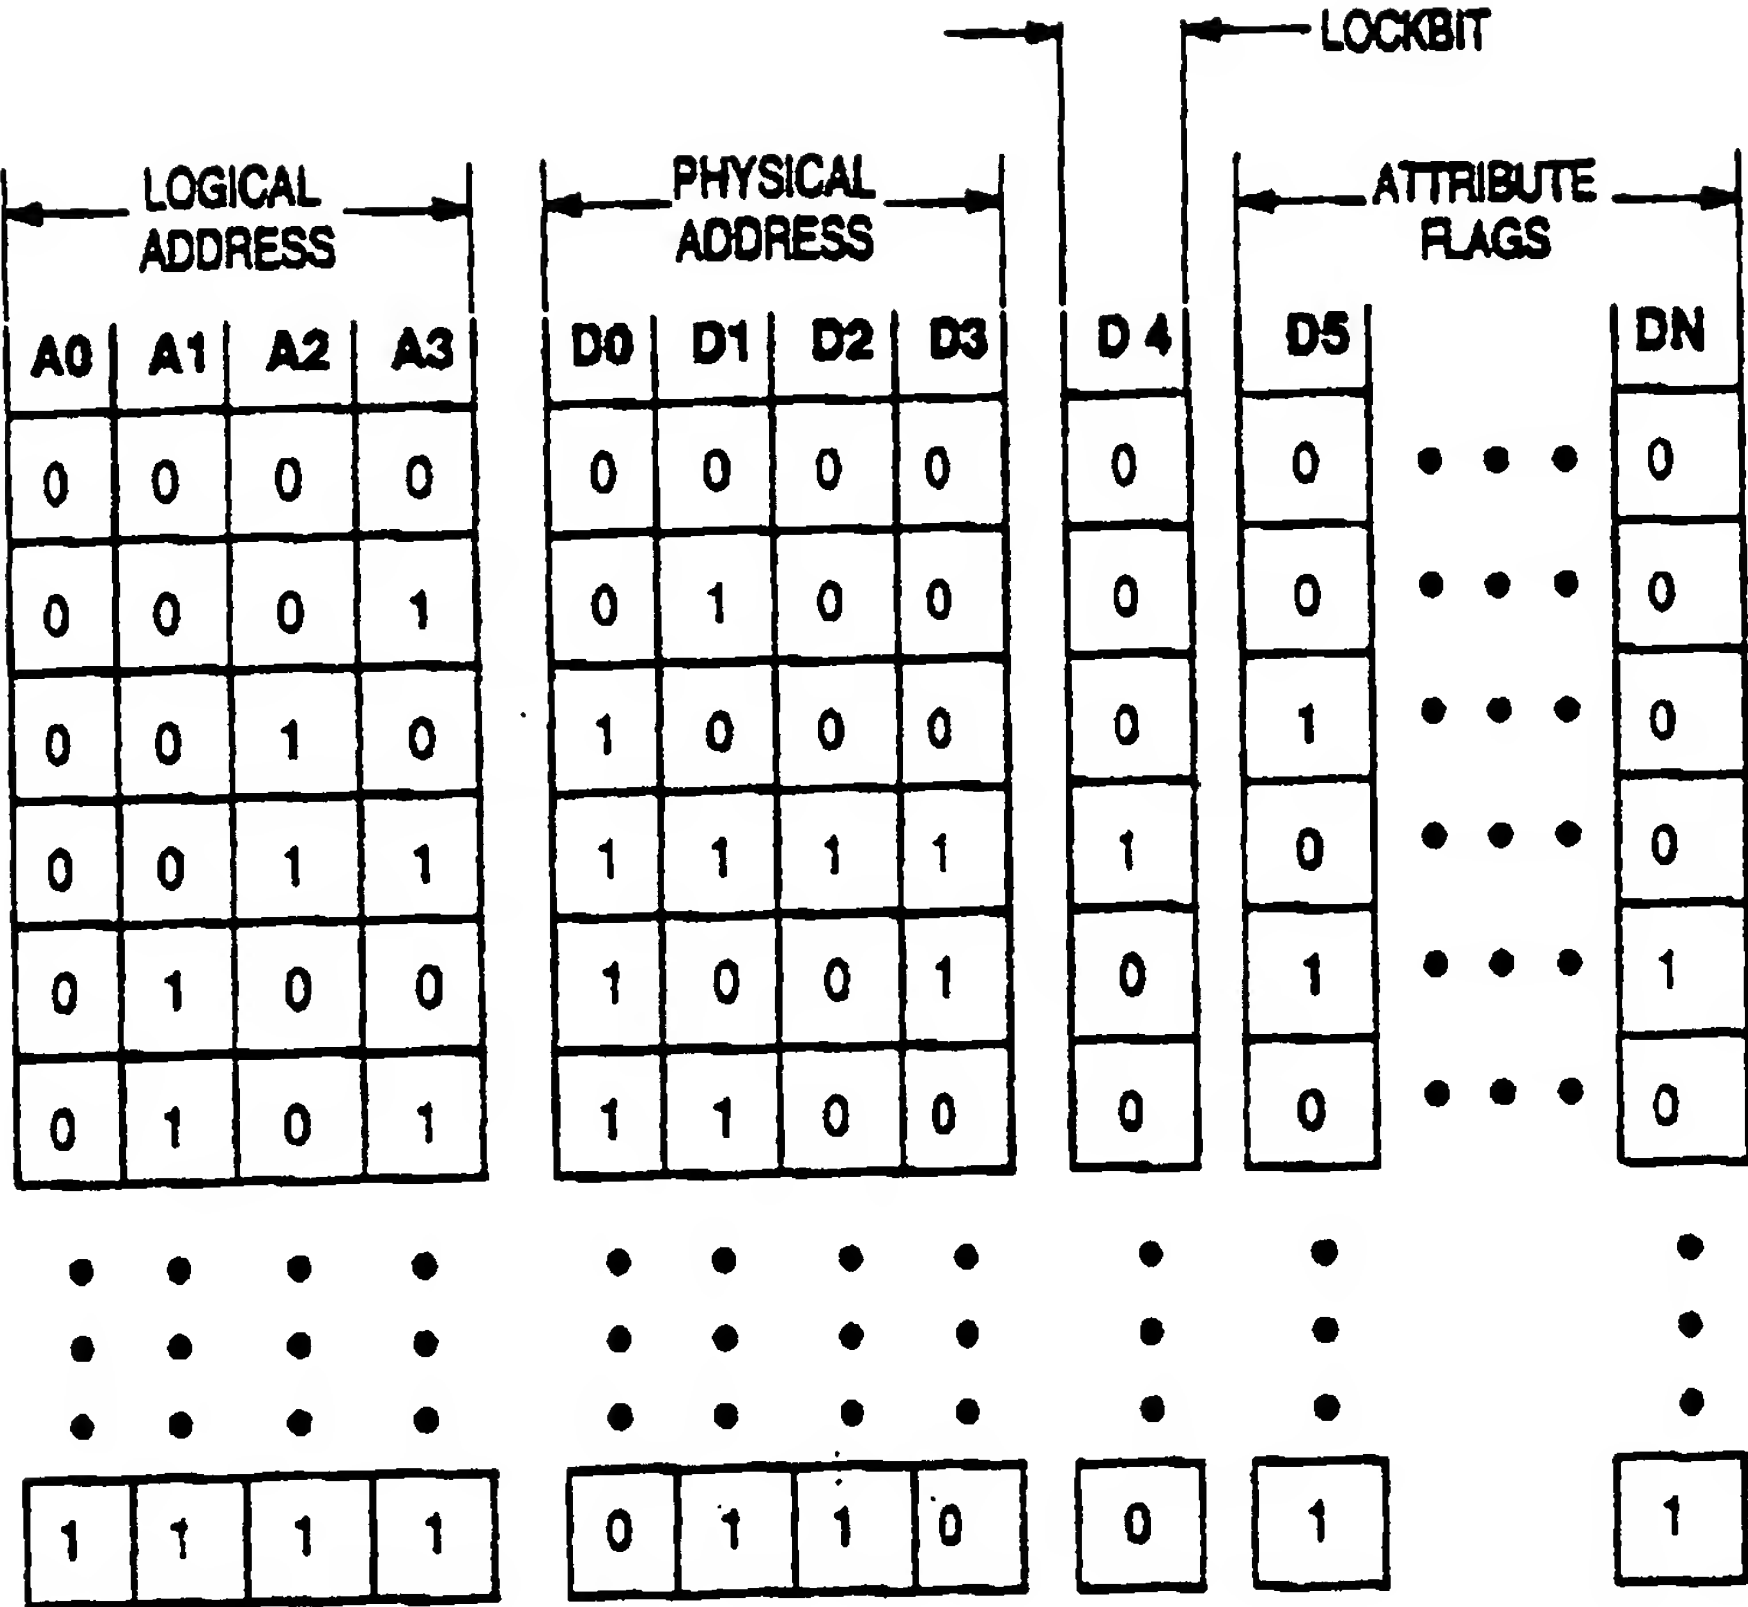 LOCKBIT
LOGICAL ADDRESS
PHYSICAL ADDRESS
ATTRIBUTE FLAGS
A0 A1 A2 A3 D0 D1 D2 D3 D 4 D5 DN
0 0 0 0 0 0 0 0 0 0 0
0 0 0 1 0 1 0 0 0 0 0
0 0 1 0 1 0 0 0 0 1 0
0 0 1 1 1 1 1 1 1 0 0
0 1 0 0 1 0 0 1 0 1 1
0 1 0 1 1 1 0 0 0 0 0
1 1 1 1 0 1 1 0 0 1 1